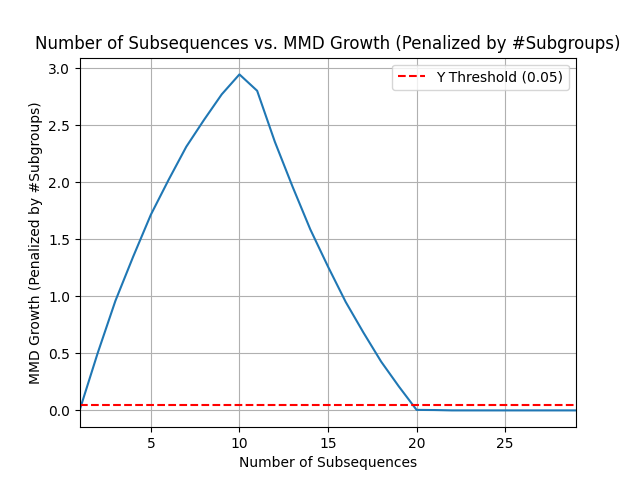 Number of Subsequences vs. MMD Growth (Penalized by #Subgroups)
Y Threshold (0.05)
MMD Growth (Penalized by #Subgroups)
3.0
2.5
2.0
1.5
1.0
0.5
0.0
5 10 15 20 25
Number of Subsequences